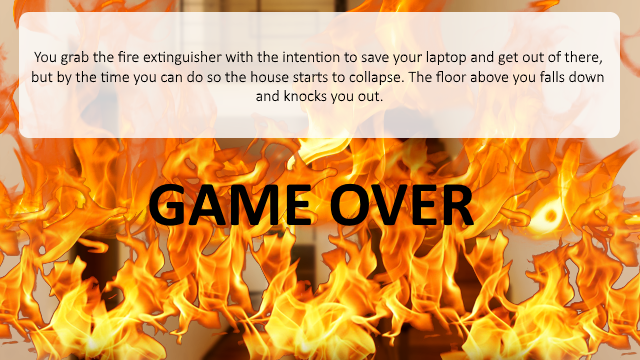 You grab the fire extinguisher with the intention to save your laptop and get out of there,
but by the time you can do so the house starts to collapse. The floor above you falls down
and knocks you out.
GAME OVER